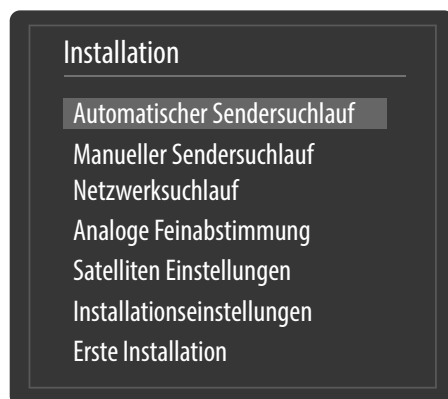 Installation
Automatischer Sendersuchlauf
Manueller Sendersuchlauf
Netzwerksuchlauf
Analoge Feinabstimmung
Satelliten Einstellungen
Installationseinstellungen
Erste Installation